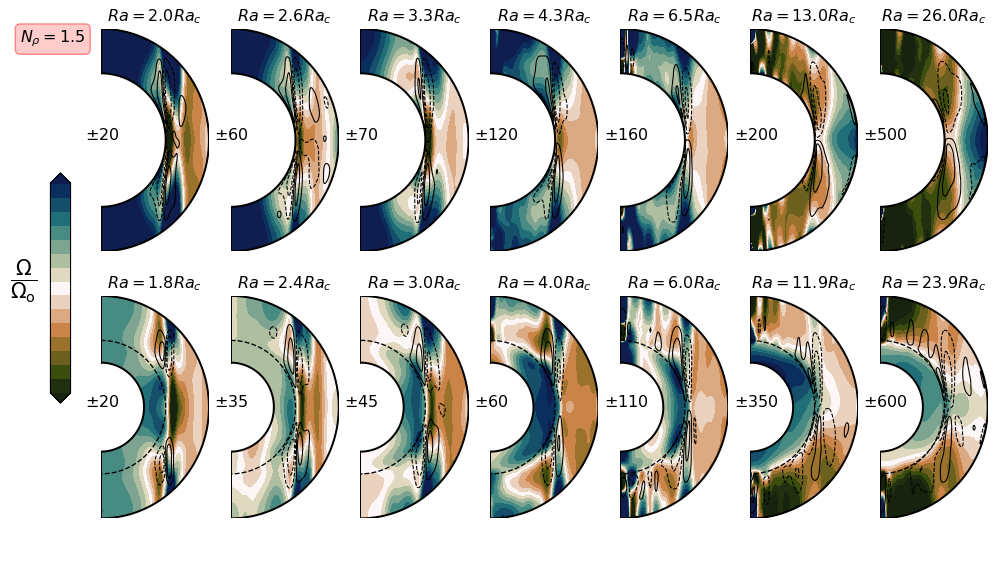 Ra = 2.0Ra_c Ra = 2.6Ra_c Ra = 3.3Ra_c Ra = 4.3Ra_c Ra = 6.5Ra_c Ra = 13.0Ra_c Ra = 26.0Ra_c
N_ρ = 1.5
±20 ±60 ±70 ±120 ±160 ±200 ±500
Ω
Ω_o
Ra = 1.8Ra_c Ra = 2.4Ra_c Ra = 3.0Ra_c Ra = 4.0Ra_c Ra = 6.0Ra_c Ra = 11.9Ra_c Ra = 23.9Ra_c
±20 ±35 ±45 ±60 ±110 ±350 ±600